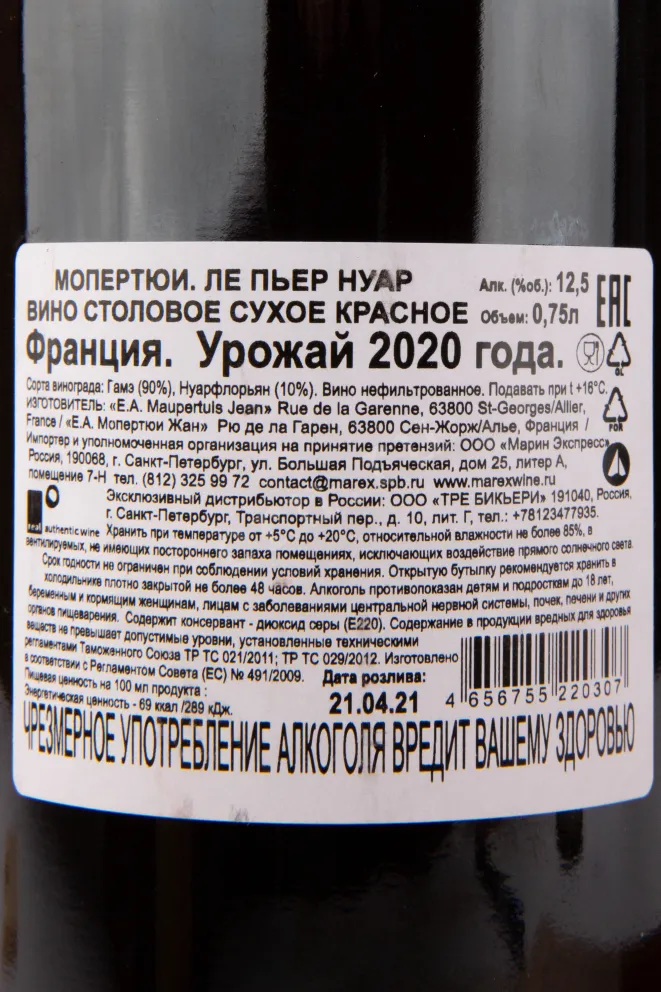 МОПЕРТЮИ. ЛЕ ПЬЕР НУАР
Алк. (%об.): 12,5
ВИНО СТОЛОВОЕ СУХОЕ КРАСНОЕ
Объем: 0,75л
EAC
Франция. Урожай 2020 года.
GL
Сорта винограда: Гамэ (90%), Нуарфлорьян (10%). Вино нефильтрованное. Подавать при t +16°C.
ИЗГОТОВИТЕЛЬ: «E.A. Maupertuis Jean» Rue de la Garenne, 63800 St-Georges/Allier,
France / «Е.А. Мопертюи Жан» Рю де ла Гарен, 63800 Сен-Жорж/Алье, Франция /
FOR
Импортер и уполномоченная организация на принятие претензий: ООО «Марин Экспресс»
Россия, 190068, г. Санкт-Петербург, ул. Большая Подъяческая, дом 25, литер А,
помещение 7-Н тел. (812) 325 99 72 contact@marex.spb.ru www.marexwine.ru
Эксклюзивный дистрибьютор в России: ООО «ТРЕ БИКЬЕРИ» 191040, Россия,
г. Санкт-Петербург, Транспортный пер., д. 10, лит. Г, тел.: +78123477935.
real authentic wine
Хранить при температуре от +5°C до +20°C, относительной влажности не более 85%, в
вентилируемых, не имеющих постороннего запаха помещениях, исключающих воздействие прямого солнечного света.
Срок годности не ограничен при соблюдении условий хранения. Открытую бутылку рекомендуется хранить в
холодильнике плотно закрытой не более 48 часов. Алкоголь противопоказан детям и подросткам до 18 лет,
беременным и кормящим женщинам, лицам с заболеваниями центральной нервной системы, почек, печени и других
органов пищеварения. Содержит консервант - диоксид серы (E220). Содержание в продукции вредных для здоровья
веществ не превышает допустимые уровни, установленные техническими
регламентами Таможенного Союза ТР ТС 021/2011; ТР ТС 029/2012. Изготовлено
в соответствии с Регламентом Совета (ЕС) № 491/2009.
Пищевая ценность на 100 мл продукта :
Энергетическая ценность - 69 ккал /289 кДж.
Дата розлива:
21.04.21
4 656755 220307
ЧРЕЗМЕРНОЕ УПОТРЕБЛЕНИЕ АЛКОГОЛЯ ВРЕДИТ ВАШЕМУ ЗДОРОВЬЮ